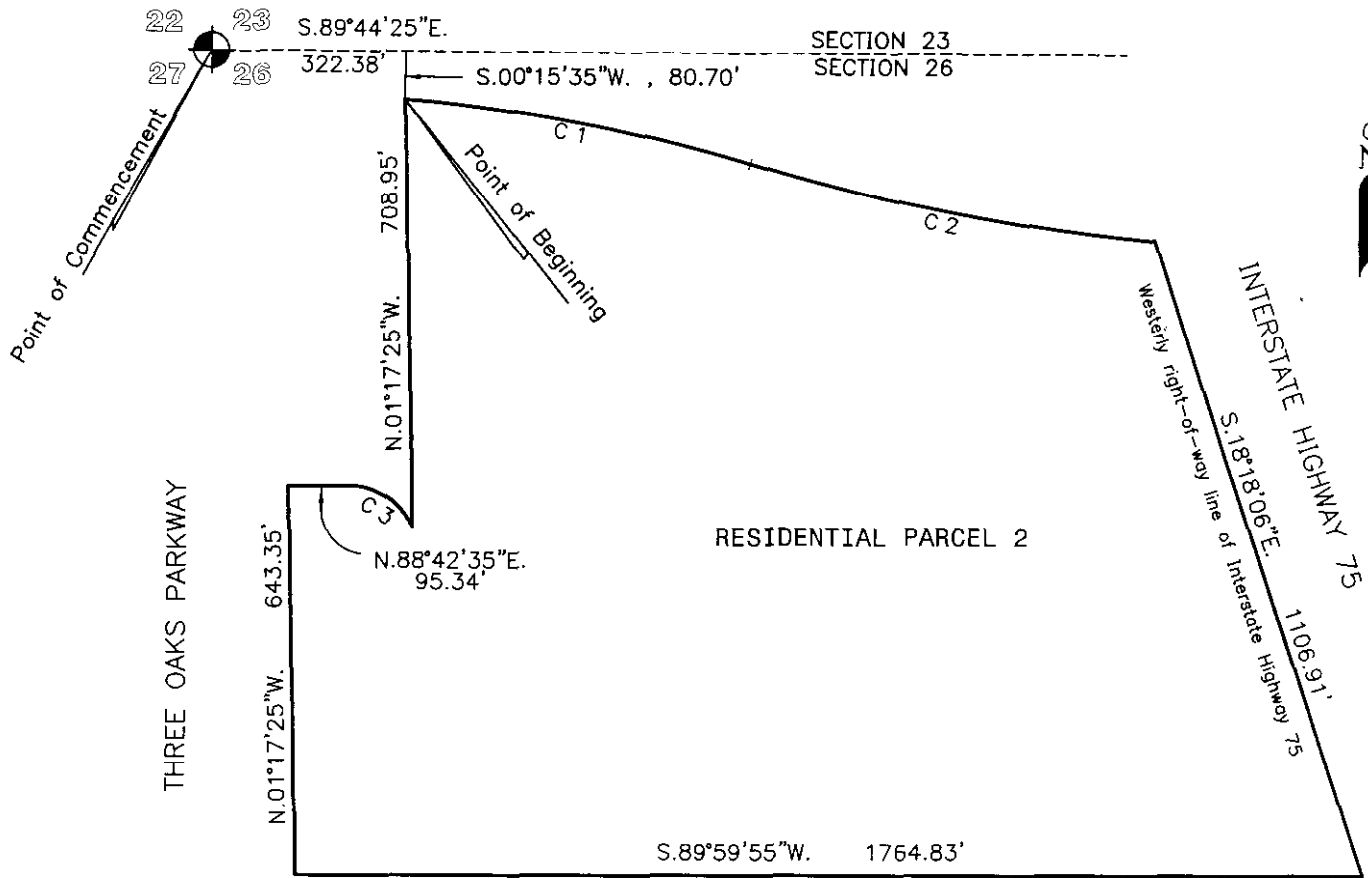 22 23
27 26
S.89°44'25"E.
322.38'
SECTION 23
SECTION 26
S.00°15'35"W. , 80.70'
Point of Commencement
Point of Beginning
C 1
C 2
708.95'
N.01°17'25"W.
INTERSTATE HIGHWAY 75
Westerly right-of-way line of Interstate Highway 75
S.18°18'06"E. 1106.91'
C 3
N.88°42'35"E.
95.34'
RESIDENTIAL PARCEL 2
THREE OAKS PARKWAY
643.35'
N.01°17'25"W.
S.89°59'55"W. 1764.83'